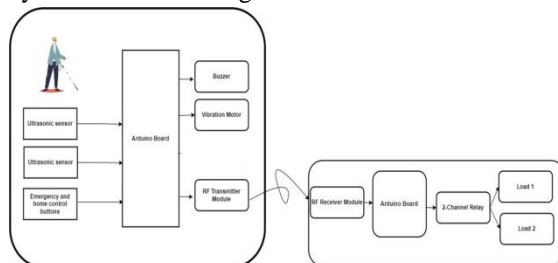 Ultrasonic sensor
Ultrasonic sensor
Emergency and
home control
buttons
Arduino Board
Buzzer
Vibration Motor
RF Transmitter
Module
RF Receiver Module
Arduino Board
2-Channel Relay
Load 1
Load 2